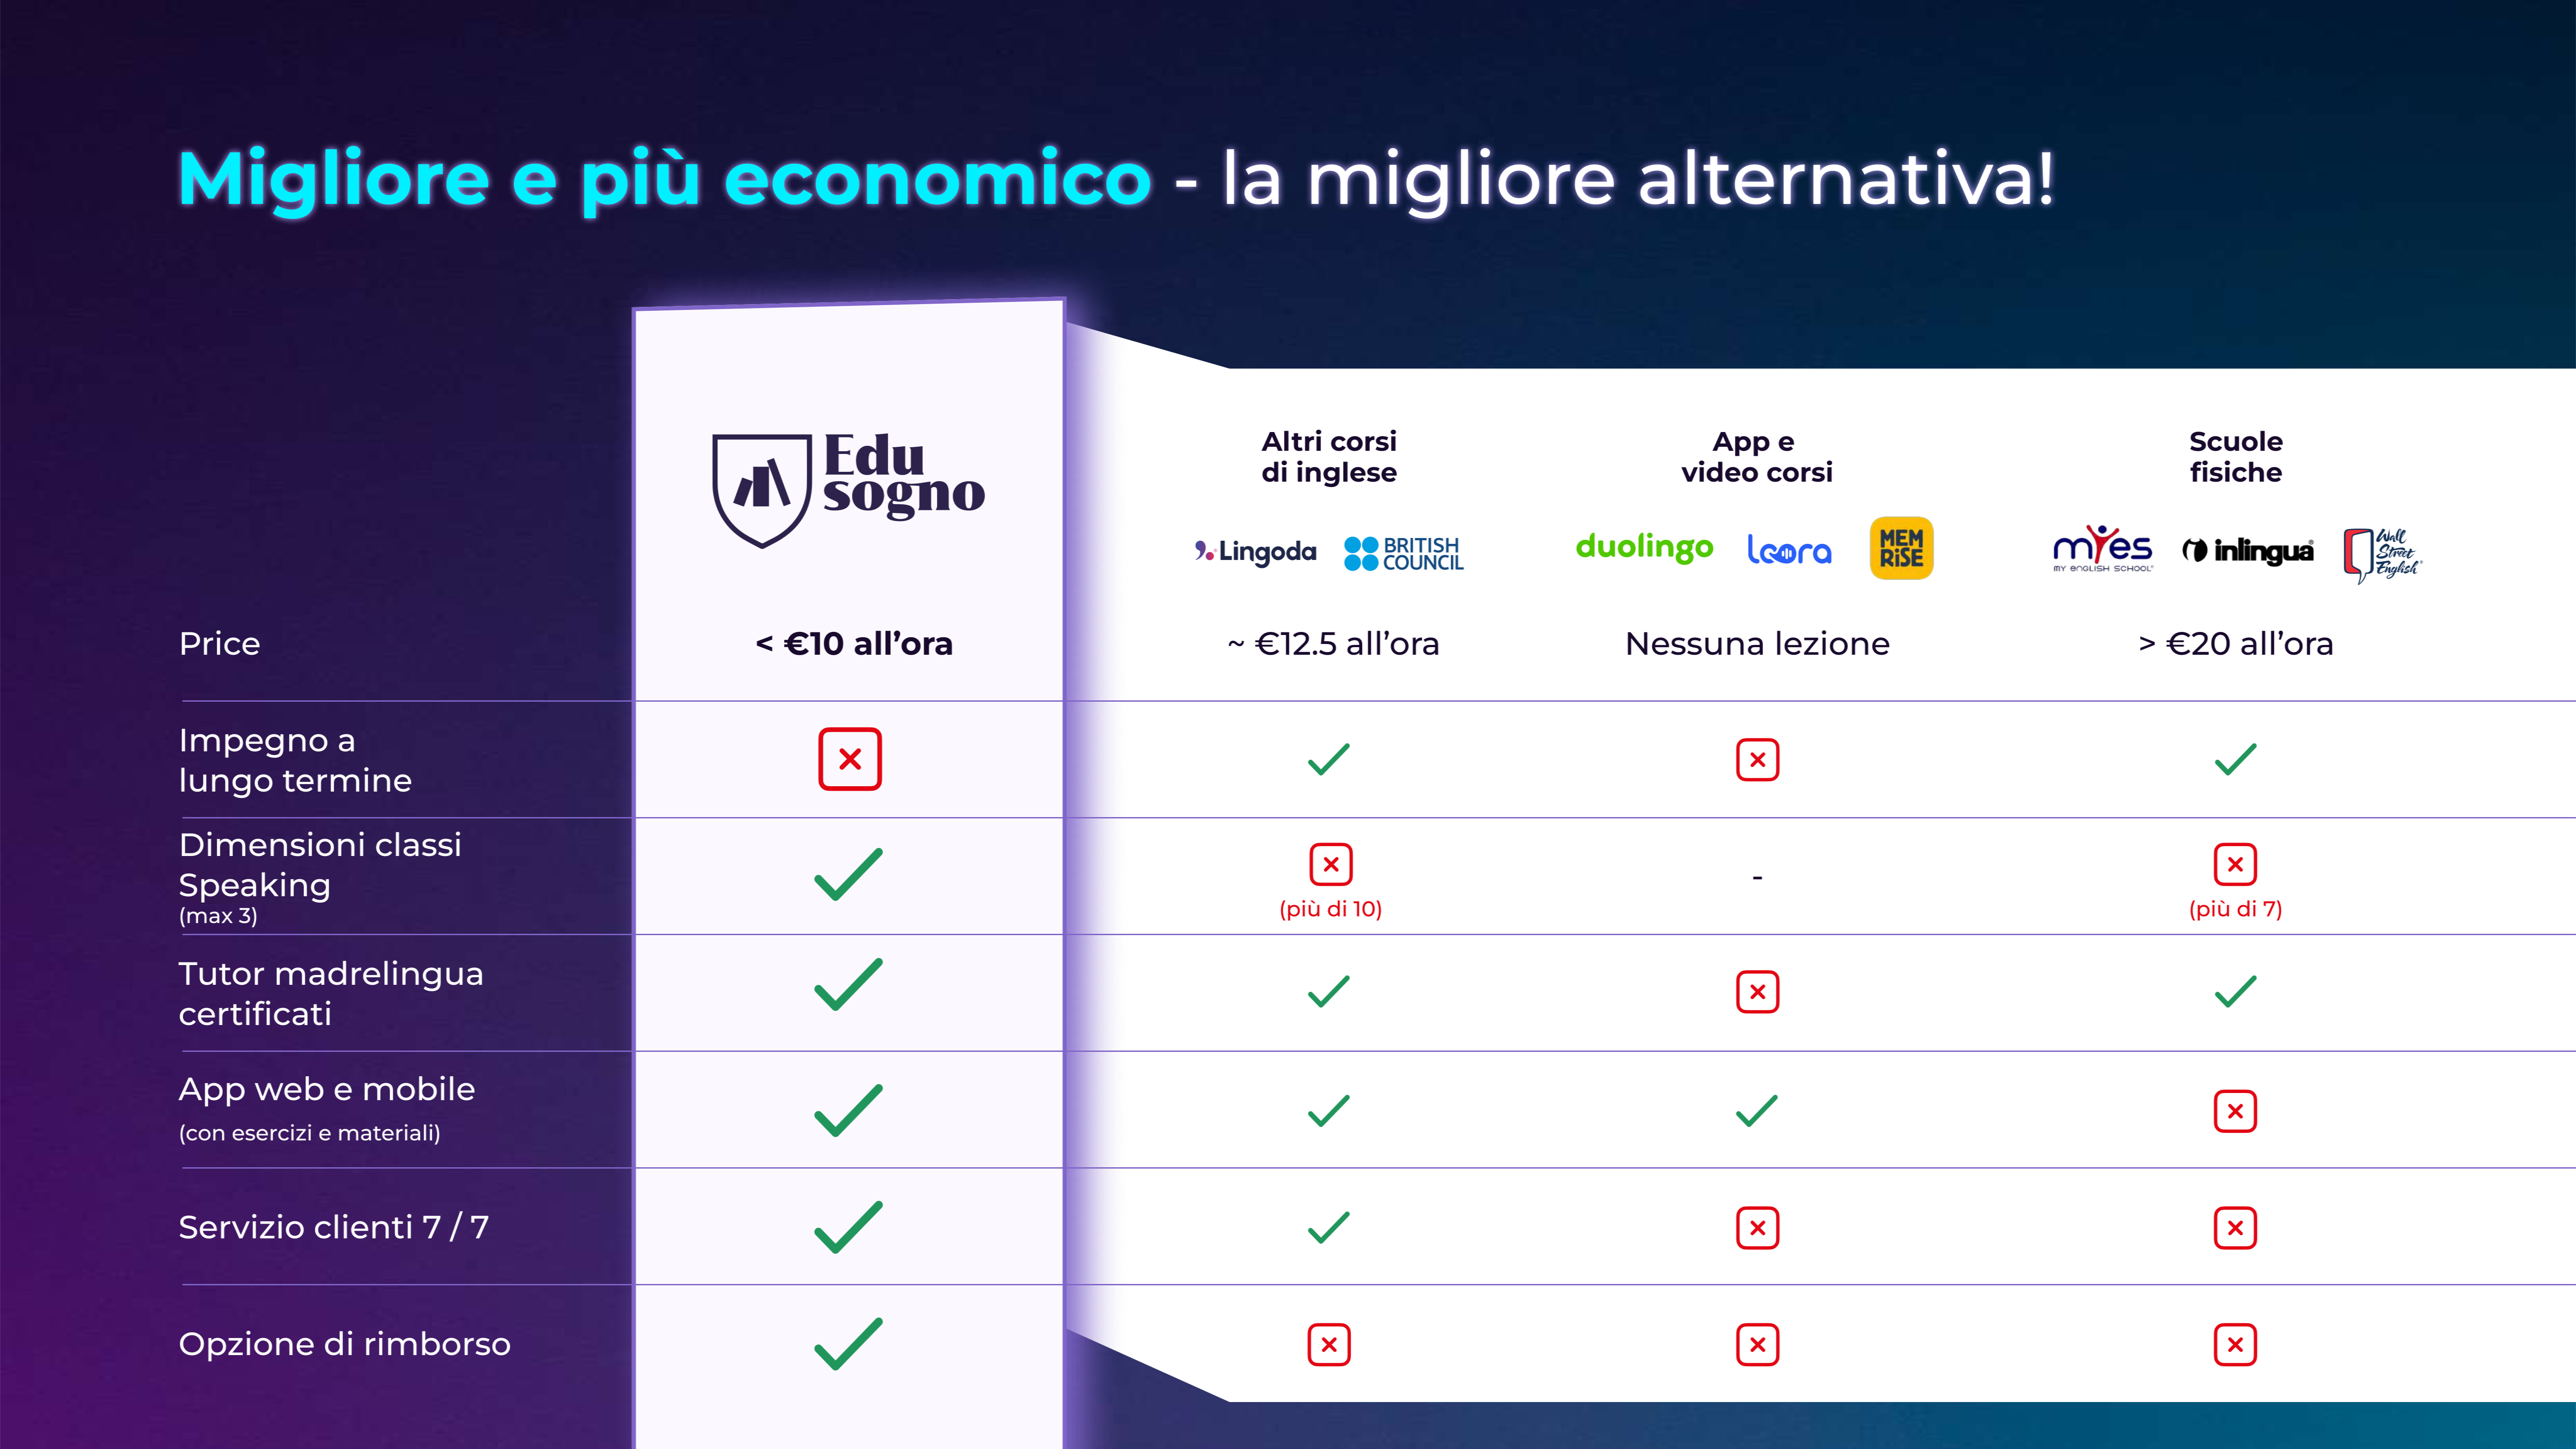 Migliore e più economico - la migliore alternativa!
Edu
sogno
Altri corsi
di inglese
Lingoda
BRITISH
COUNCIL
App e
video corsi
duolingo
leora
MEM
RiSE
Scuole
fisiche
mYes
MY ENGLISH SCHOOL®
inlingua®
Wall
Street
English®
Price
< €10 all’ora
~ €12.5 all’ora
Nessuna lezione
> €20 all’ora
Impegno a
lungo termine
Dimensioni classi
Speaking
(max 3)
(più di 10)
-
(più di 7)
Tutor madrelingua
certificati
App web e mobile
(con esercizi e materiali)
Servizio clienti 7 / 7
Opzione di rimborso